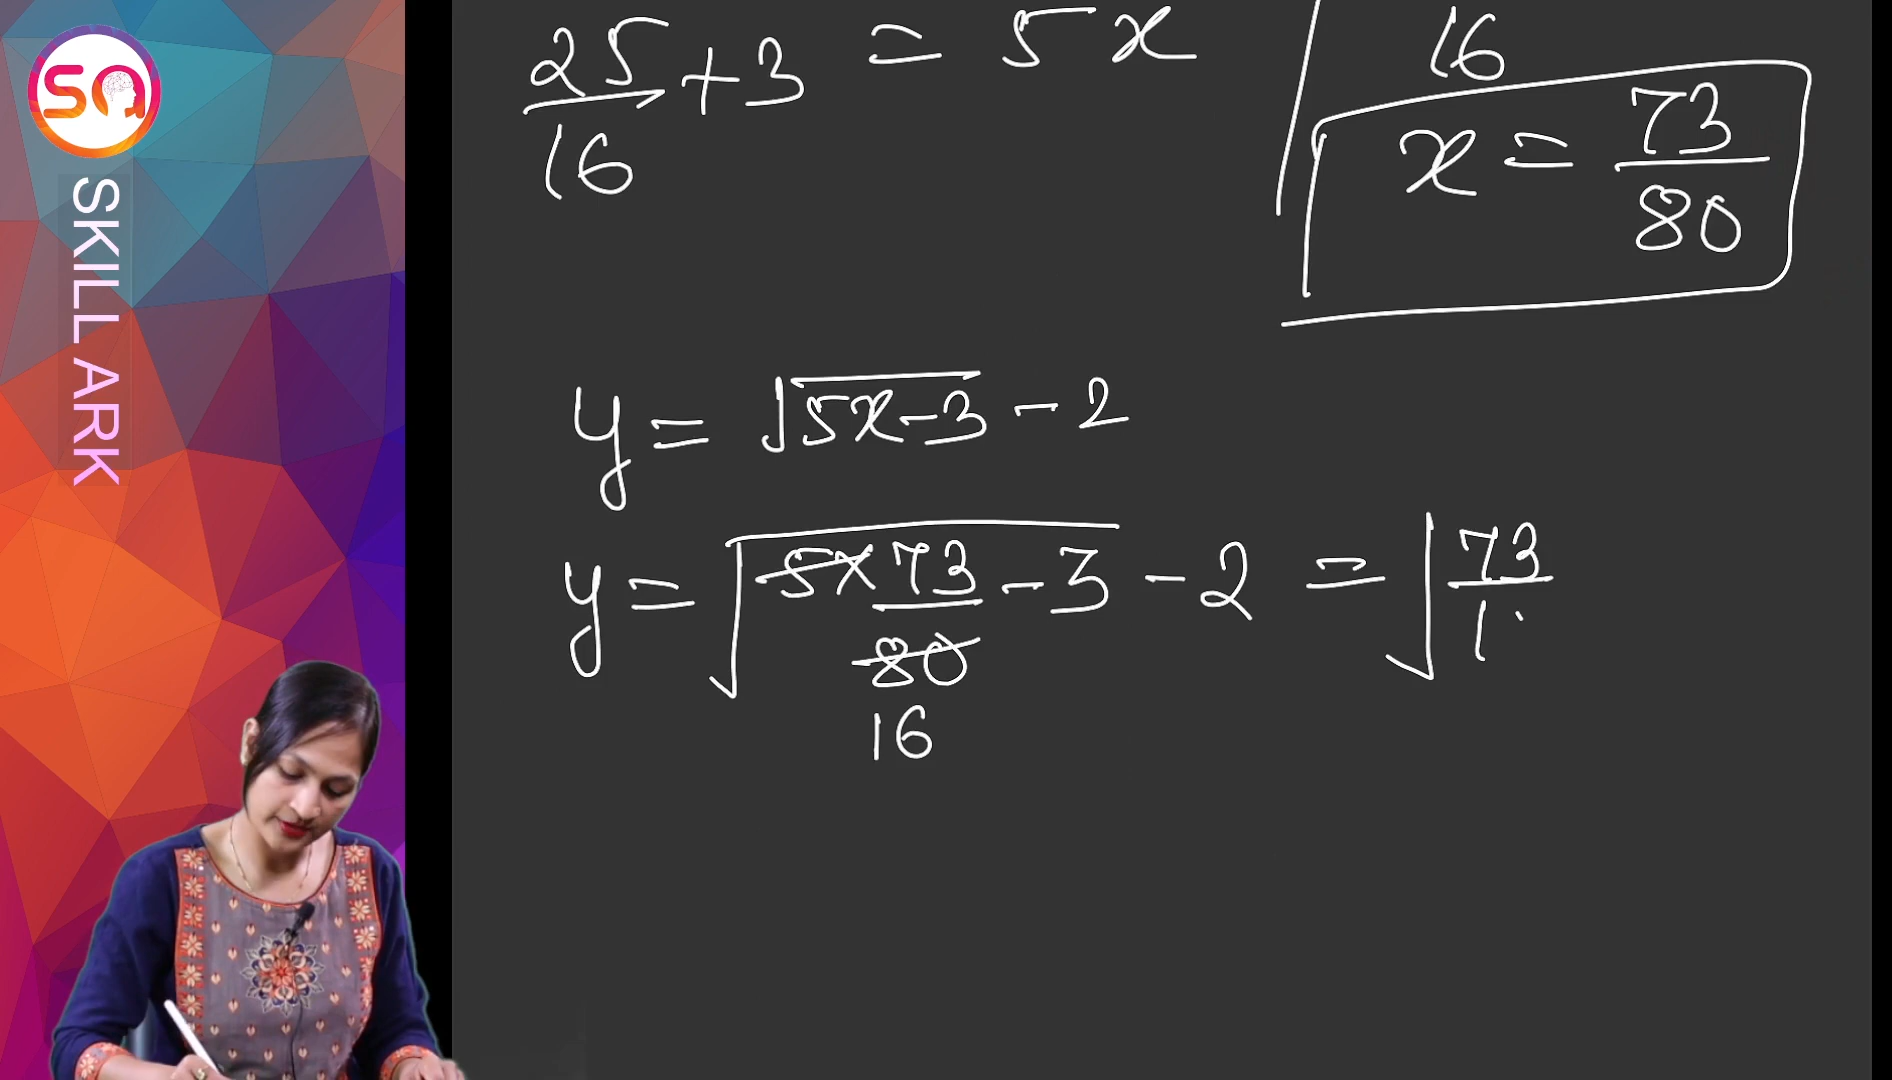 SA
SKILL ARK
25/16 + 3 = 5x
16
x = 73/80
y = √(5x-3) - 2
y = √(5×73/80 - 3) - 2 = √(73/1
16